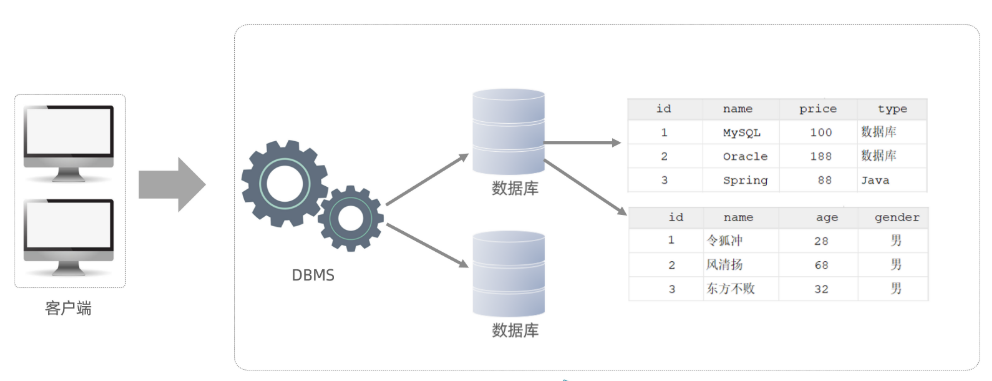 客户端
DBMS
数据库
数据库
id name price type
1 MySQL 100 数据库
2 Oracle 188 数据库
3 Spring 88 Java
id name age gender
1 令狐冲 28 男
2 风清扬 68 男
3 东方不败 32 男